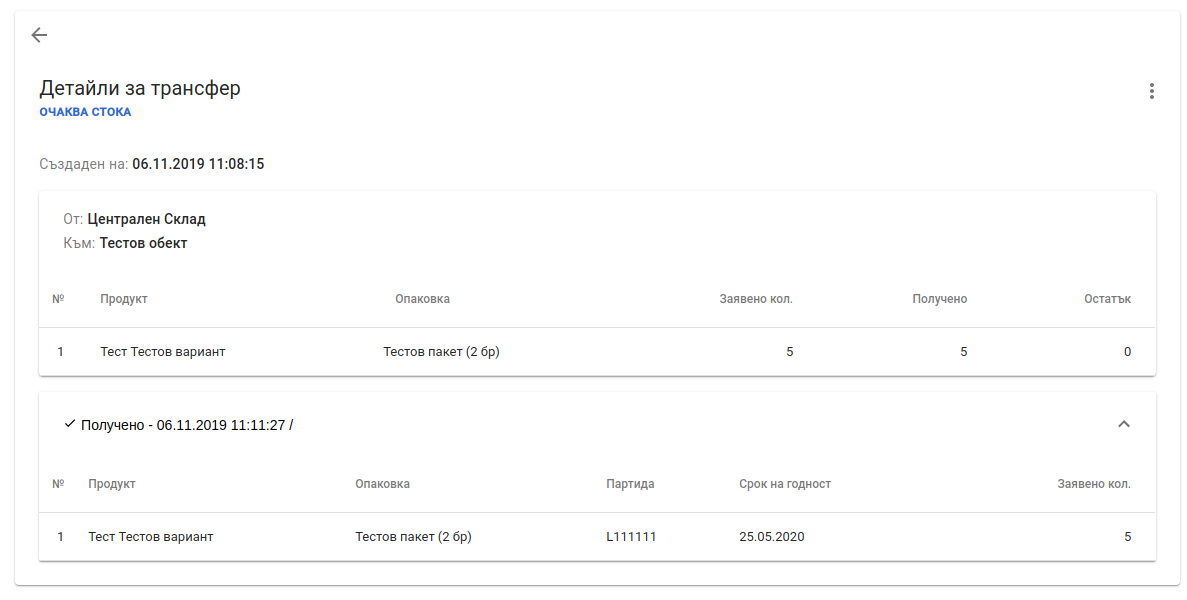 Детайли за трансфер
ОЧАКВА СТОКА
Създаден на: 06.11.2019 11:08:15
От: Централен Склад
Към: Тестов обект
№ Продукт Опаковка Заявено кол. Получено Остатък
1 Тест Тестов вариант Тестов пакет (2 бр) 5 5 0
Получено - 06.11.2019 11:11:27 /
№ Продукт Опаковка Партида Срок на годност Заявено кол.
1 Тест Тестов вариант Тестов пакет (2 бр) L111111 25.05.2020 5